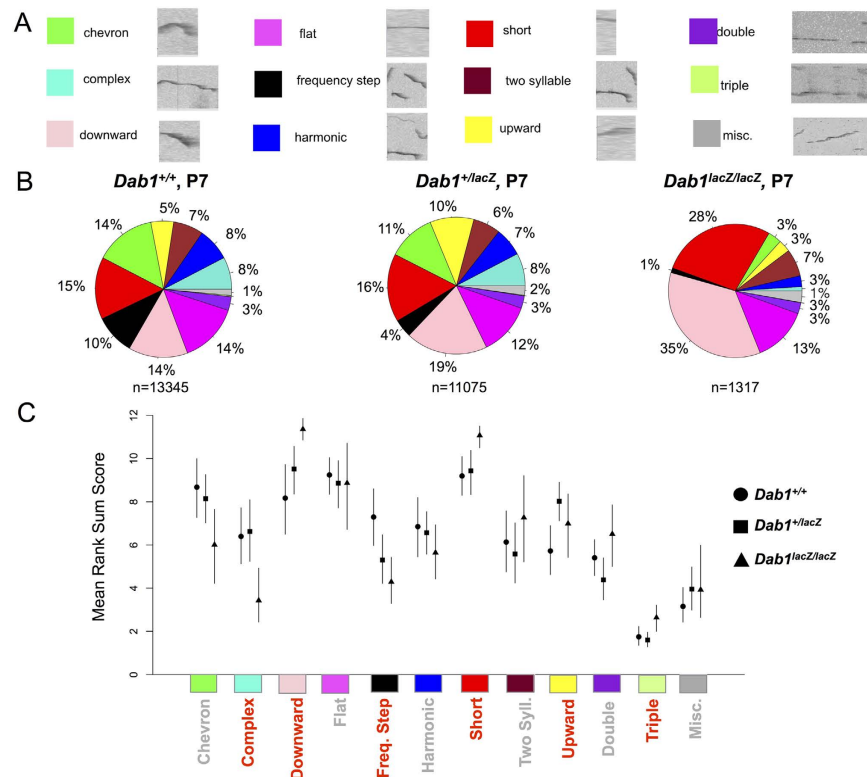 A
chevron
flat
short
double
complex
frequency step
two syllable
triple
downward
harmonic
upward
misc.
B
Dab1+/+, P7
Dab1+/lacZ, P7
Dab1lacZ/lacZ, P7
14%
5%
7%
8%
8%
1%
3%
14%
14%
10%
15%
n=13345
11%
10%
6%
7%
8%
2%
3%
12%
19%
4%
16%
n=11075
28%
3%
3%
7%
3%
1%
3%
3%
13%
35%
1%
n=1317
C
Mean Rank Sum Score
12
10
8
6
4
2
0
Dab1+/+
Dab1+/lacZ
Dab1lacZ/lacZ
Chevron
Complex
Downward
Flat
Freq. Step
Harmonic
Short
Two Syll.
Upward
Double
Triple
Misc.